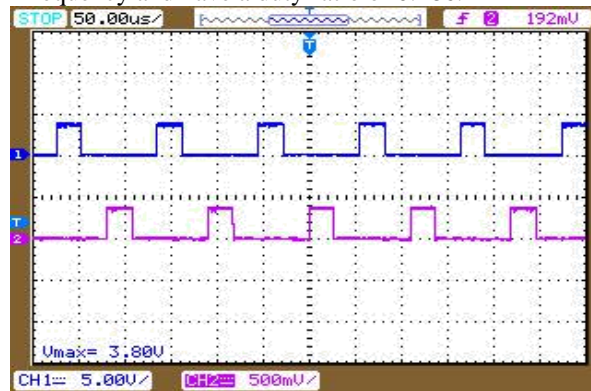 STOP 50.00us/ T f 2 192mV
T
1
T
2
Vmax= 3.80V
CH1 5.00V/ CH2 500mV/